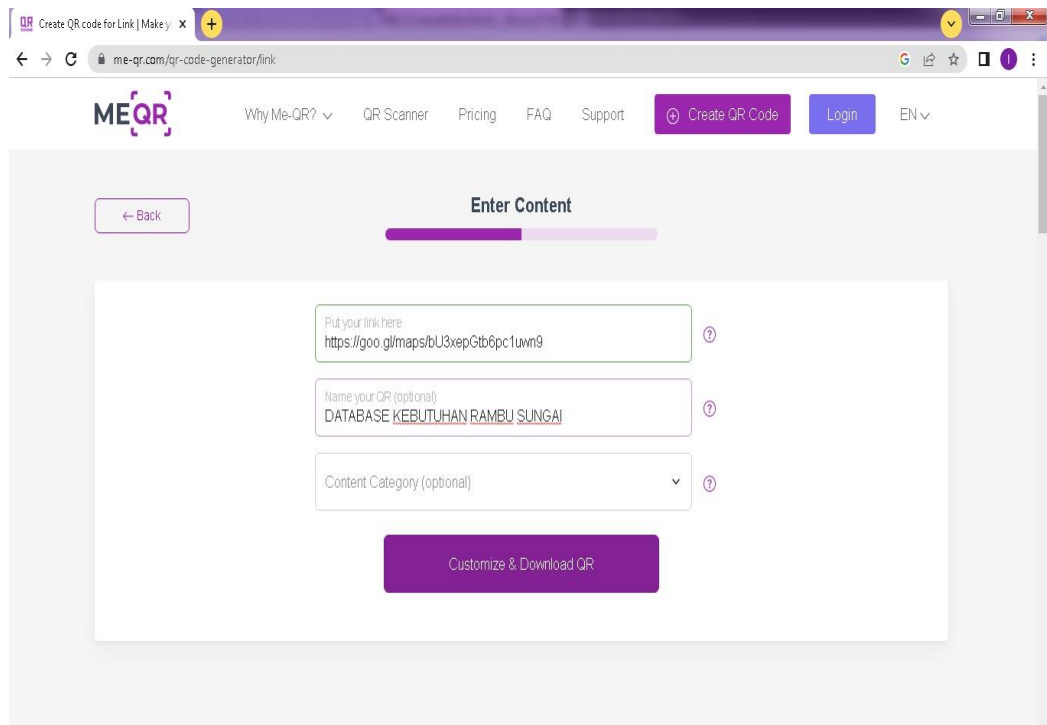 QR CODE Create QR code for Link | Make y
me-qr.com/qr-code-generator/link
MEQR Why Me-QR? QR Scanner Pricing FAQ Support Create QR Code Login EN
← Back
Enter Content
Put your link here
https://goo.gl/maps/bU3xepGtb6pc1uwn9
?
Name your QR (optional)
DATABASE KEBUTUHAN RAMBU SUNGAI
?
Content Category (optional)
?
Customize & Download QR